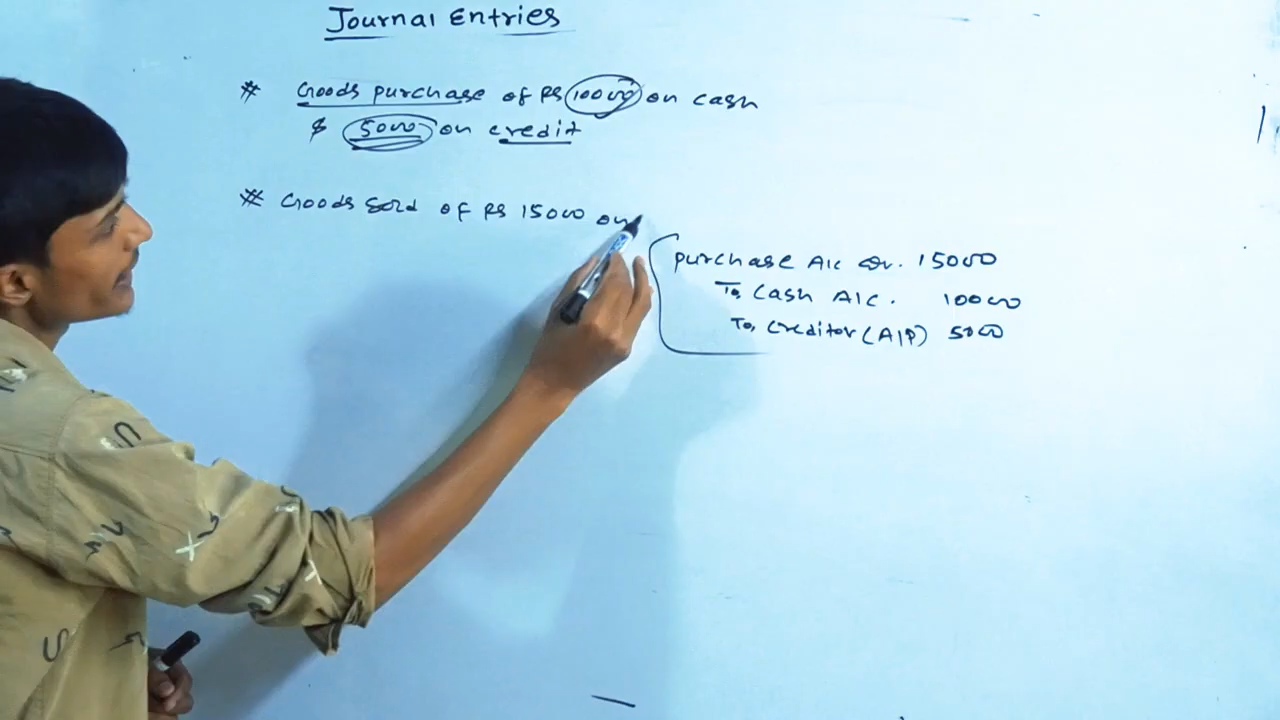 Journal Entries
* Goods purchase of Rs 10000 on cash
& 5000 on credit
* Goods Sold of Rs 15000 on
purchase A/c Dr. 15000
To Cash A/c. 10000
To, Creditor (A/P) 5000